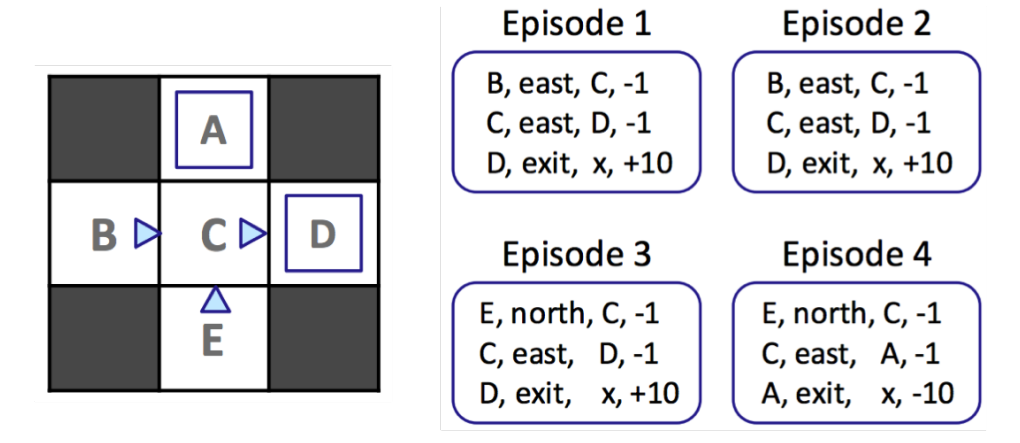 A
B
C
D
E
Episode 1
B, east, C, -1
C, east, D, -1
D, exit, x, +10
Episode 2
B, east, C, -1
C, east, D, -1
D, exit, x, +10
Episode 3
E, north, C, -1
C, east, D, -1
D, exit, x, +10
Episode 4
E, north, C, -1
C, east, A, -1
A, exit, x, -10